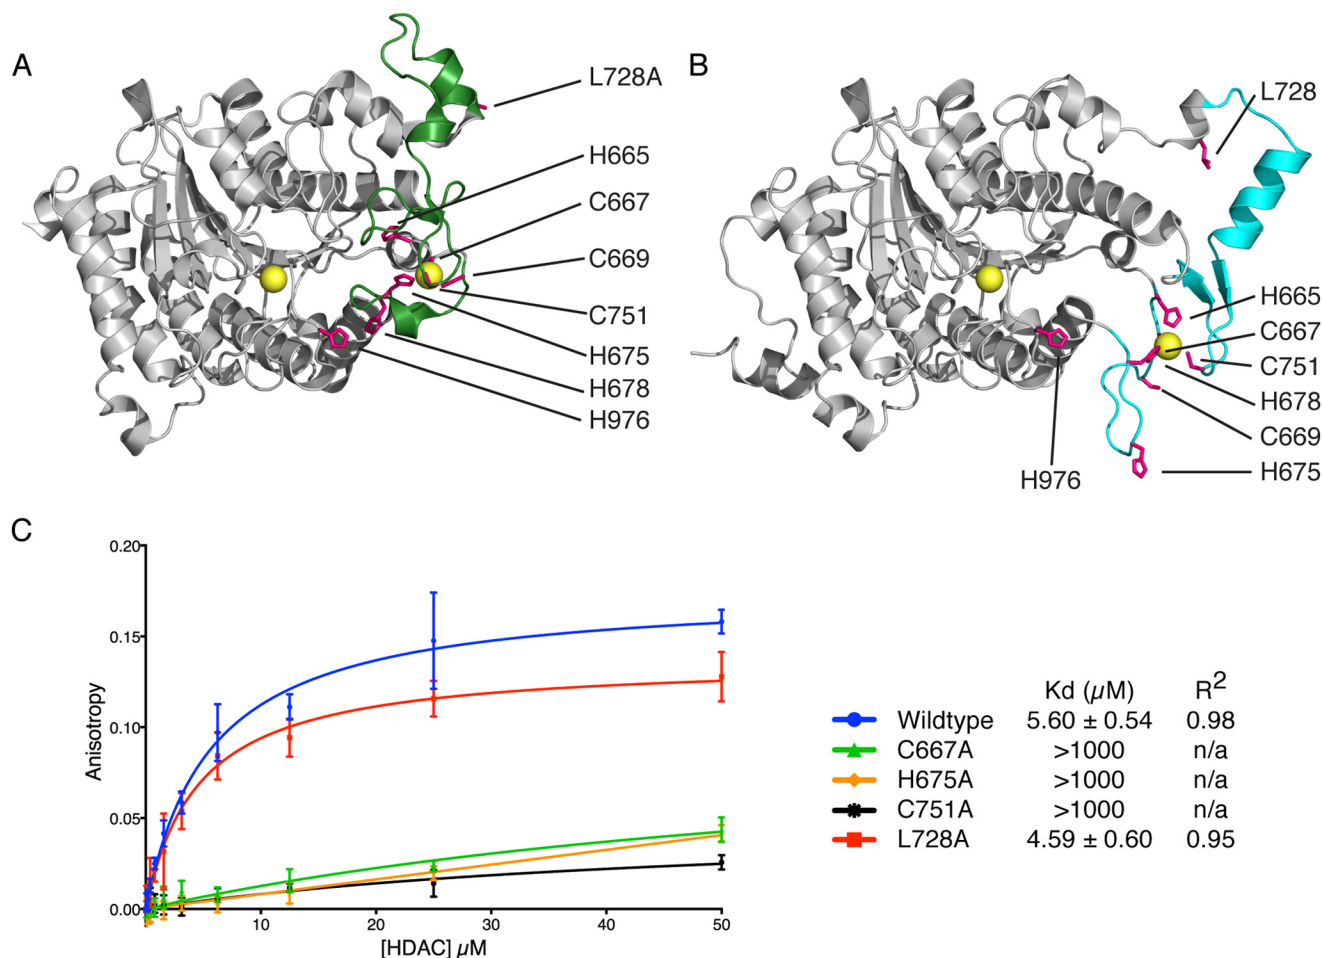 A
L728A
H665
C667
C669
C751
H675
H678
H976
B
L728
H665
C667
C751
H678
C669
H675
H976
C
Anisotropy
0.20
0.15
0.10
0.05
0.00
10 20 30 40 50
[HDAC] µM
Kd (µM) R2
Wildtype 5.60 ± 0.54 0.98
C667A >1000 n/a
H675A >1000 n/a
C751A >1000 n/a
L728A 4.59 ± 0.60 0.95